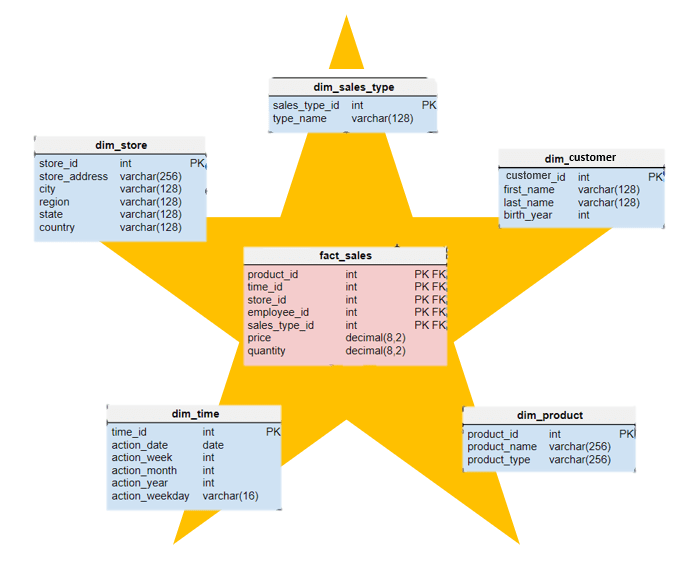 dim_sales_type
sales_type_id int PK
type_name varchar(128)
dim_store
store_id int PK
store_address varchar(256)
city varchar(128)
region varchar(128)
state varchar(128)
country varchar(128)
dim_customer
customer_id int PK
first_name varchar(128)
last_name varchar(128)
birth_year int
fact_sales
product_id int PK FK
time_id int PK FK
store_id int PK FK
employee_id int PK FK
sales_type_id int PK FK
price decimal(8,2)
quantity decimal(8,2)
dim_time
time_id int PK
action_date date
action_week int
action_month int
action_year int
action_weekday varchar(16)
dim_product
product_id int PK
product_name varchar(256)
product_type varchar(256)